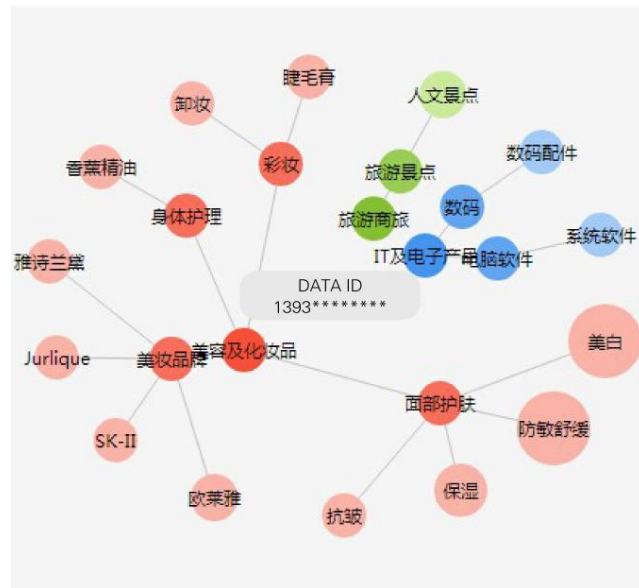 睫毛膏
人文景点
卸妆
数码配件
彩妆
香薰精油
旅游景点
身体护理
数码
旅游商旅
系统软件
IT及电子产品
电脑软件
雅诗兰黛
DATA ID
1393********
美白
美容及化妆品
Jurlique
美妆品牌
面部护肤
防敏舒缓
SK-II
保湿
欧莱雅
抗皱